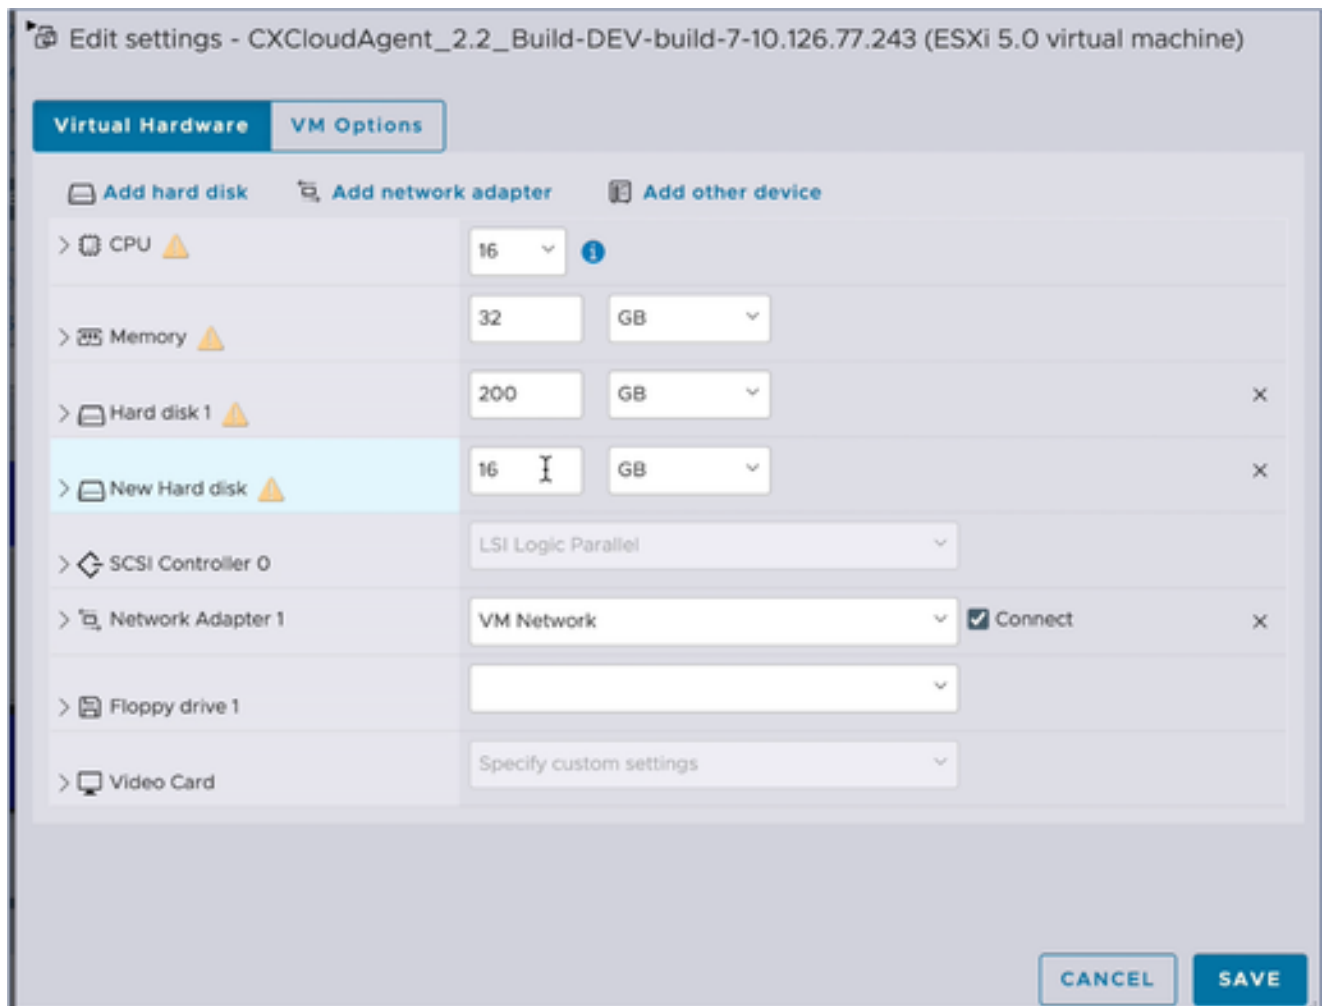 Edit settings - CXCloudAgent_2.2_Build-DEV-build-7-10.126.77.243 (ESXi 5.0 virtual machine)
Virtual Hardware VM Options
Add hard disk Add network adapter Add other device
CPU 16
Memory 32 GB
Hard disk 1 200 GB
New Hard disk 16 GB
SCSI Controller 0 LSI Logic Parallel
Network Adapter 1 VM Network Connect
Floppy drive 1
Video Card Specify custom settings
CANCEL SAVE